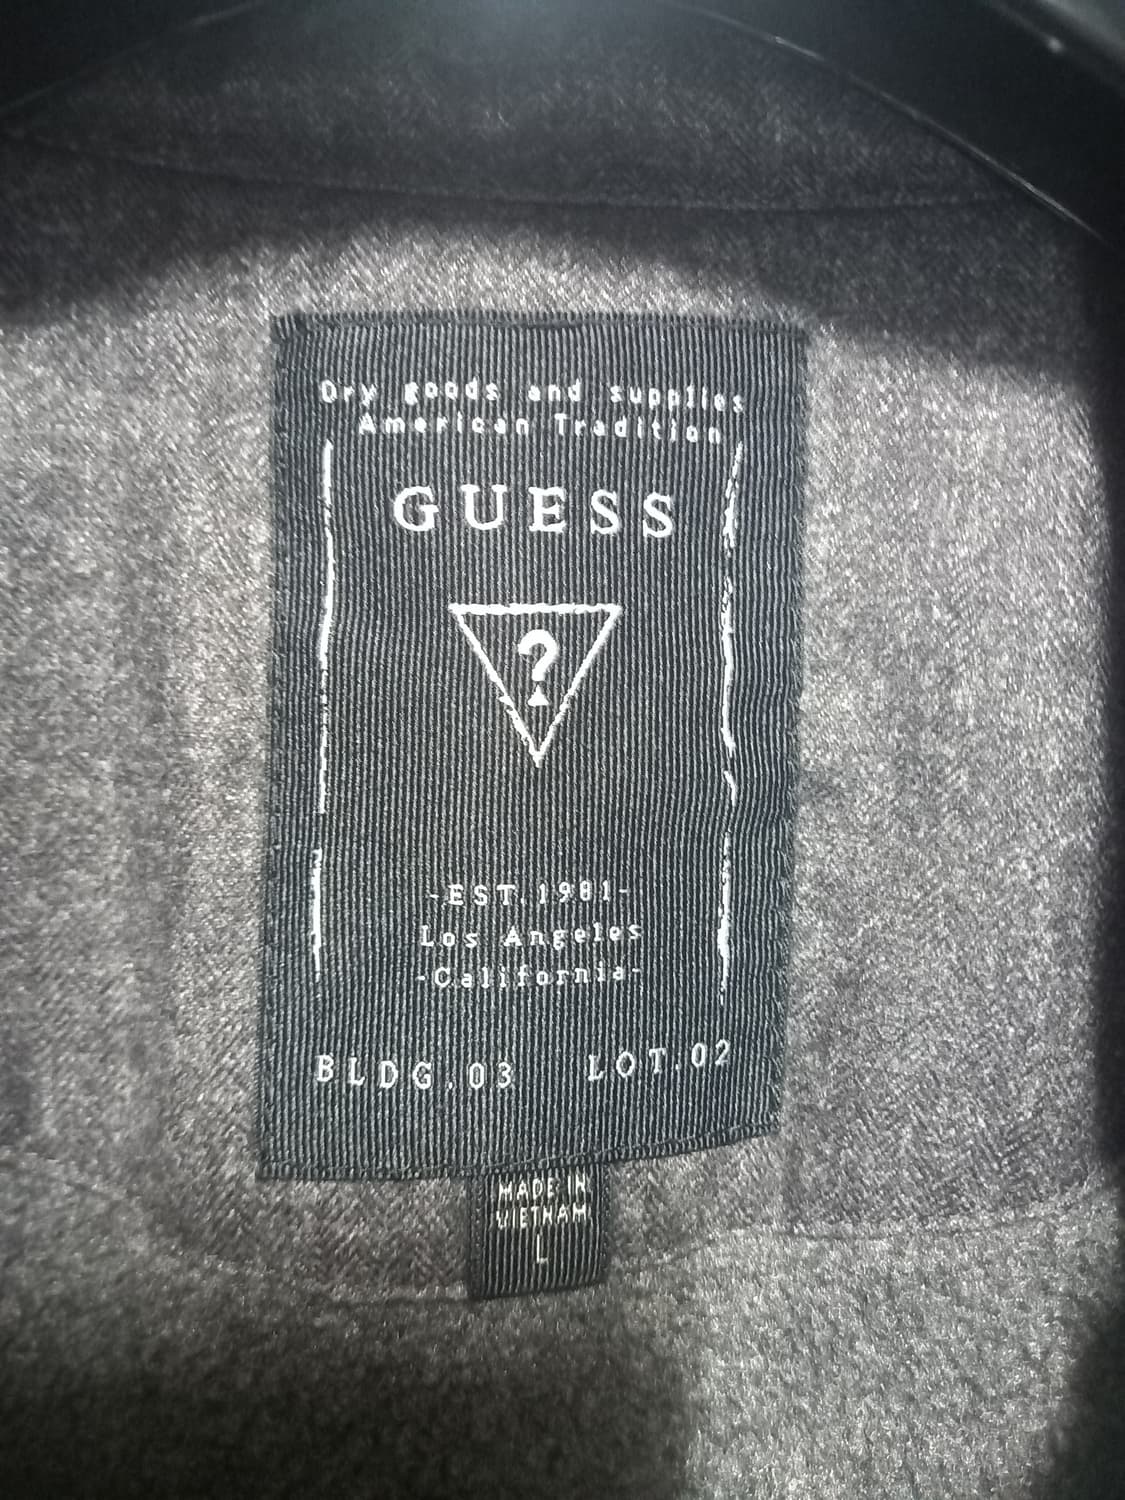 Dry goods and supplies
American Tradition
GUESS
?
-EST.1981-
Los Angeles
-California-
BLDG.03 LOT.02
MADE IN
VIETNAM
L